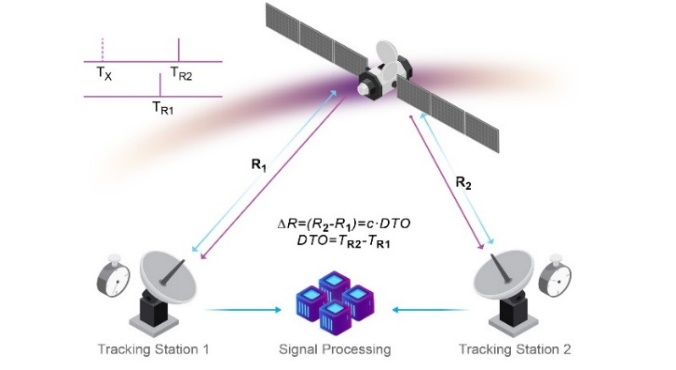 T_X T_R2
T_R1
R_1
R_2
ΔR=(R_2-R_1)=c·DTO
DTO=T_R2-T_R1
Tracking Station 1 Signal Processing Tracking Station 2